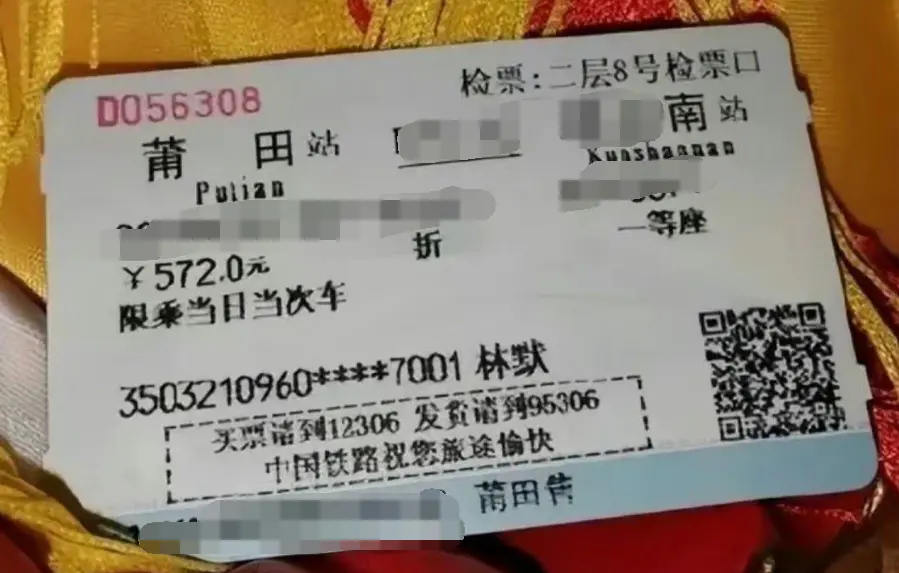 D056308
检票:二层8号检票口
莆田站 南站
Putian Kunshannan
折 一等座
￥572.0元
限乘当日当次车
3503210960****7001 林默
买票请到12306 发货请到95306
中国铁路祝您旅途愉快
莆田售